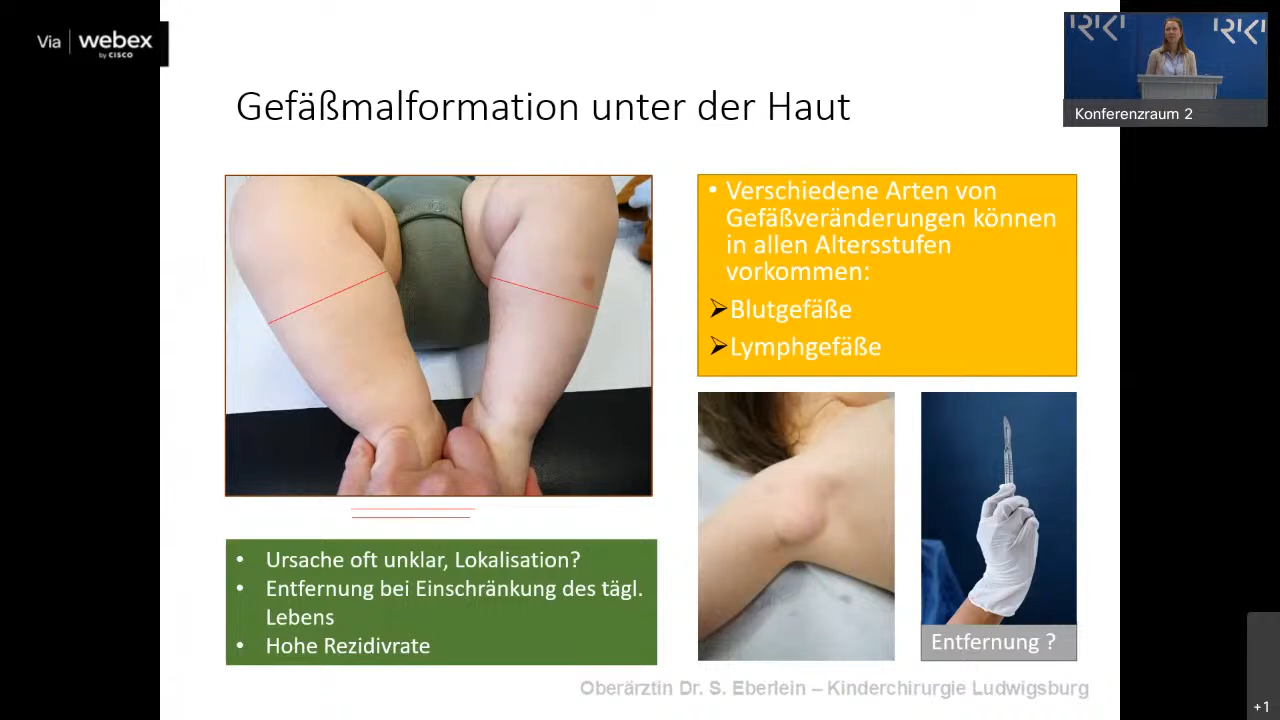 Via webex
by CISCO
Gefäßmalformation unter der Haut
Konferenzraum 2
• Verschiedene Arten von
Gefäßveränderungen können
in allen Altersstufen
vorkommen:
➢Blutgefäße
➢Lymphgefäße
• Ursache oft unklar, Lokalisation?
• Entfernung bei Einschränkung des tägl.
Lebens
• Hohe Rezidivrate
Entfernung ?
Oberärztin Dr. S. Eberlein – Kinderchirurgie Ludwigsburg
+1